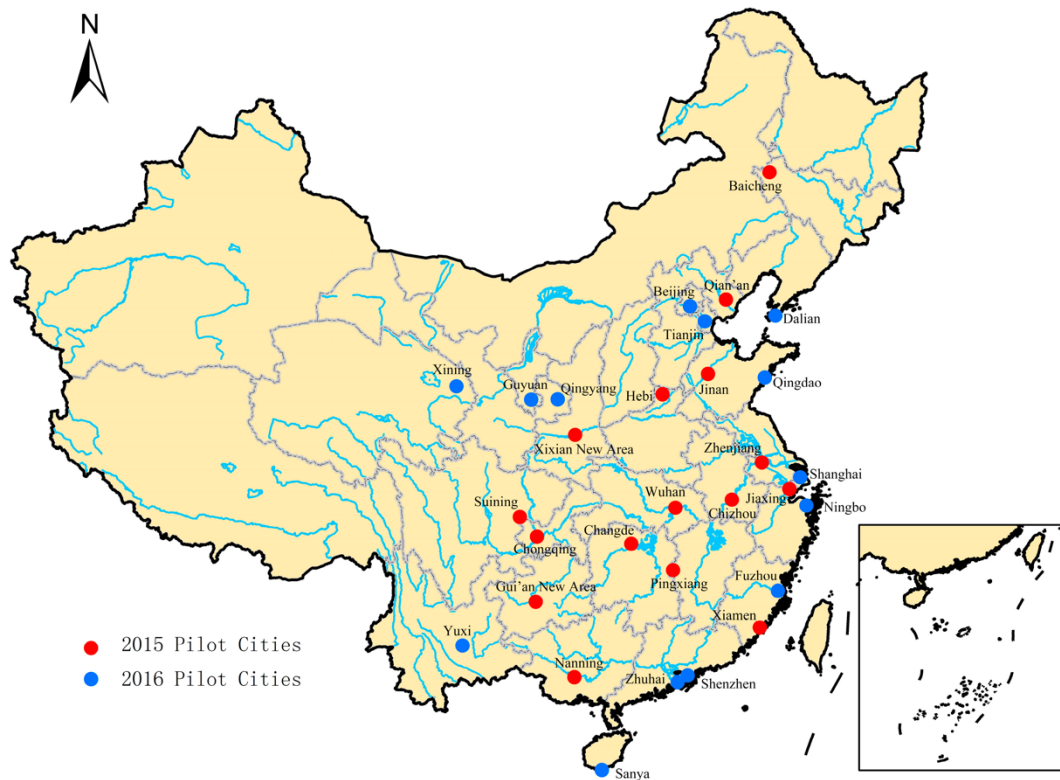 N
Baicheng
Qian'an
Beijing
Dalian
Tianjin
Xining
Guyuan
Qingyang
Jinan
Qingdao
Hebi
Xixian New Area
Zhenjiang
Shanghai
Suining
Wuhan
Jiaxing
Chizhou
Ningbo
Changde
Chongqing
Pingxiang
Fuzhou
Gui'an New Area
Xiamen
Yuxi
2015 Pilot Cities
Nanning
Zhuhai
Shenzhen
2016 Pilot Cities
Sanya